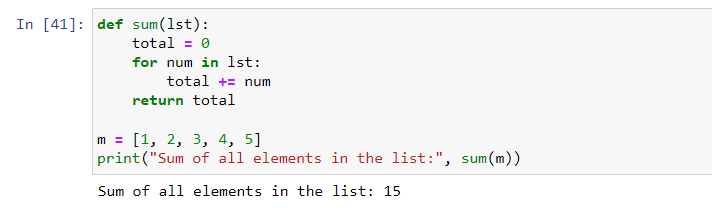 In [41]: def sum(lst):
    total = 0
    for num in lst:
        total += num
    return total
m = [1, 2, 3, 4, 5]
print("Sum of all elements in the list:", sum(m))
Sum of all elements in the list: 15